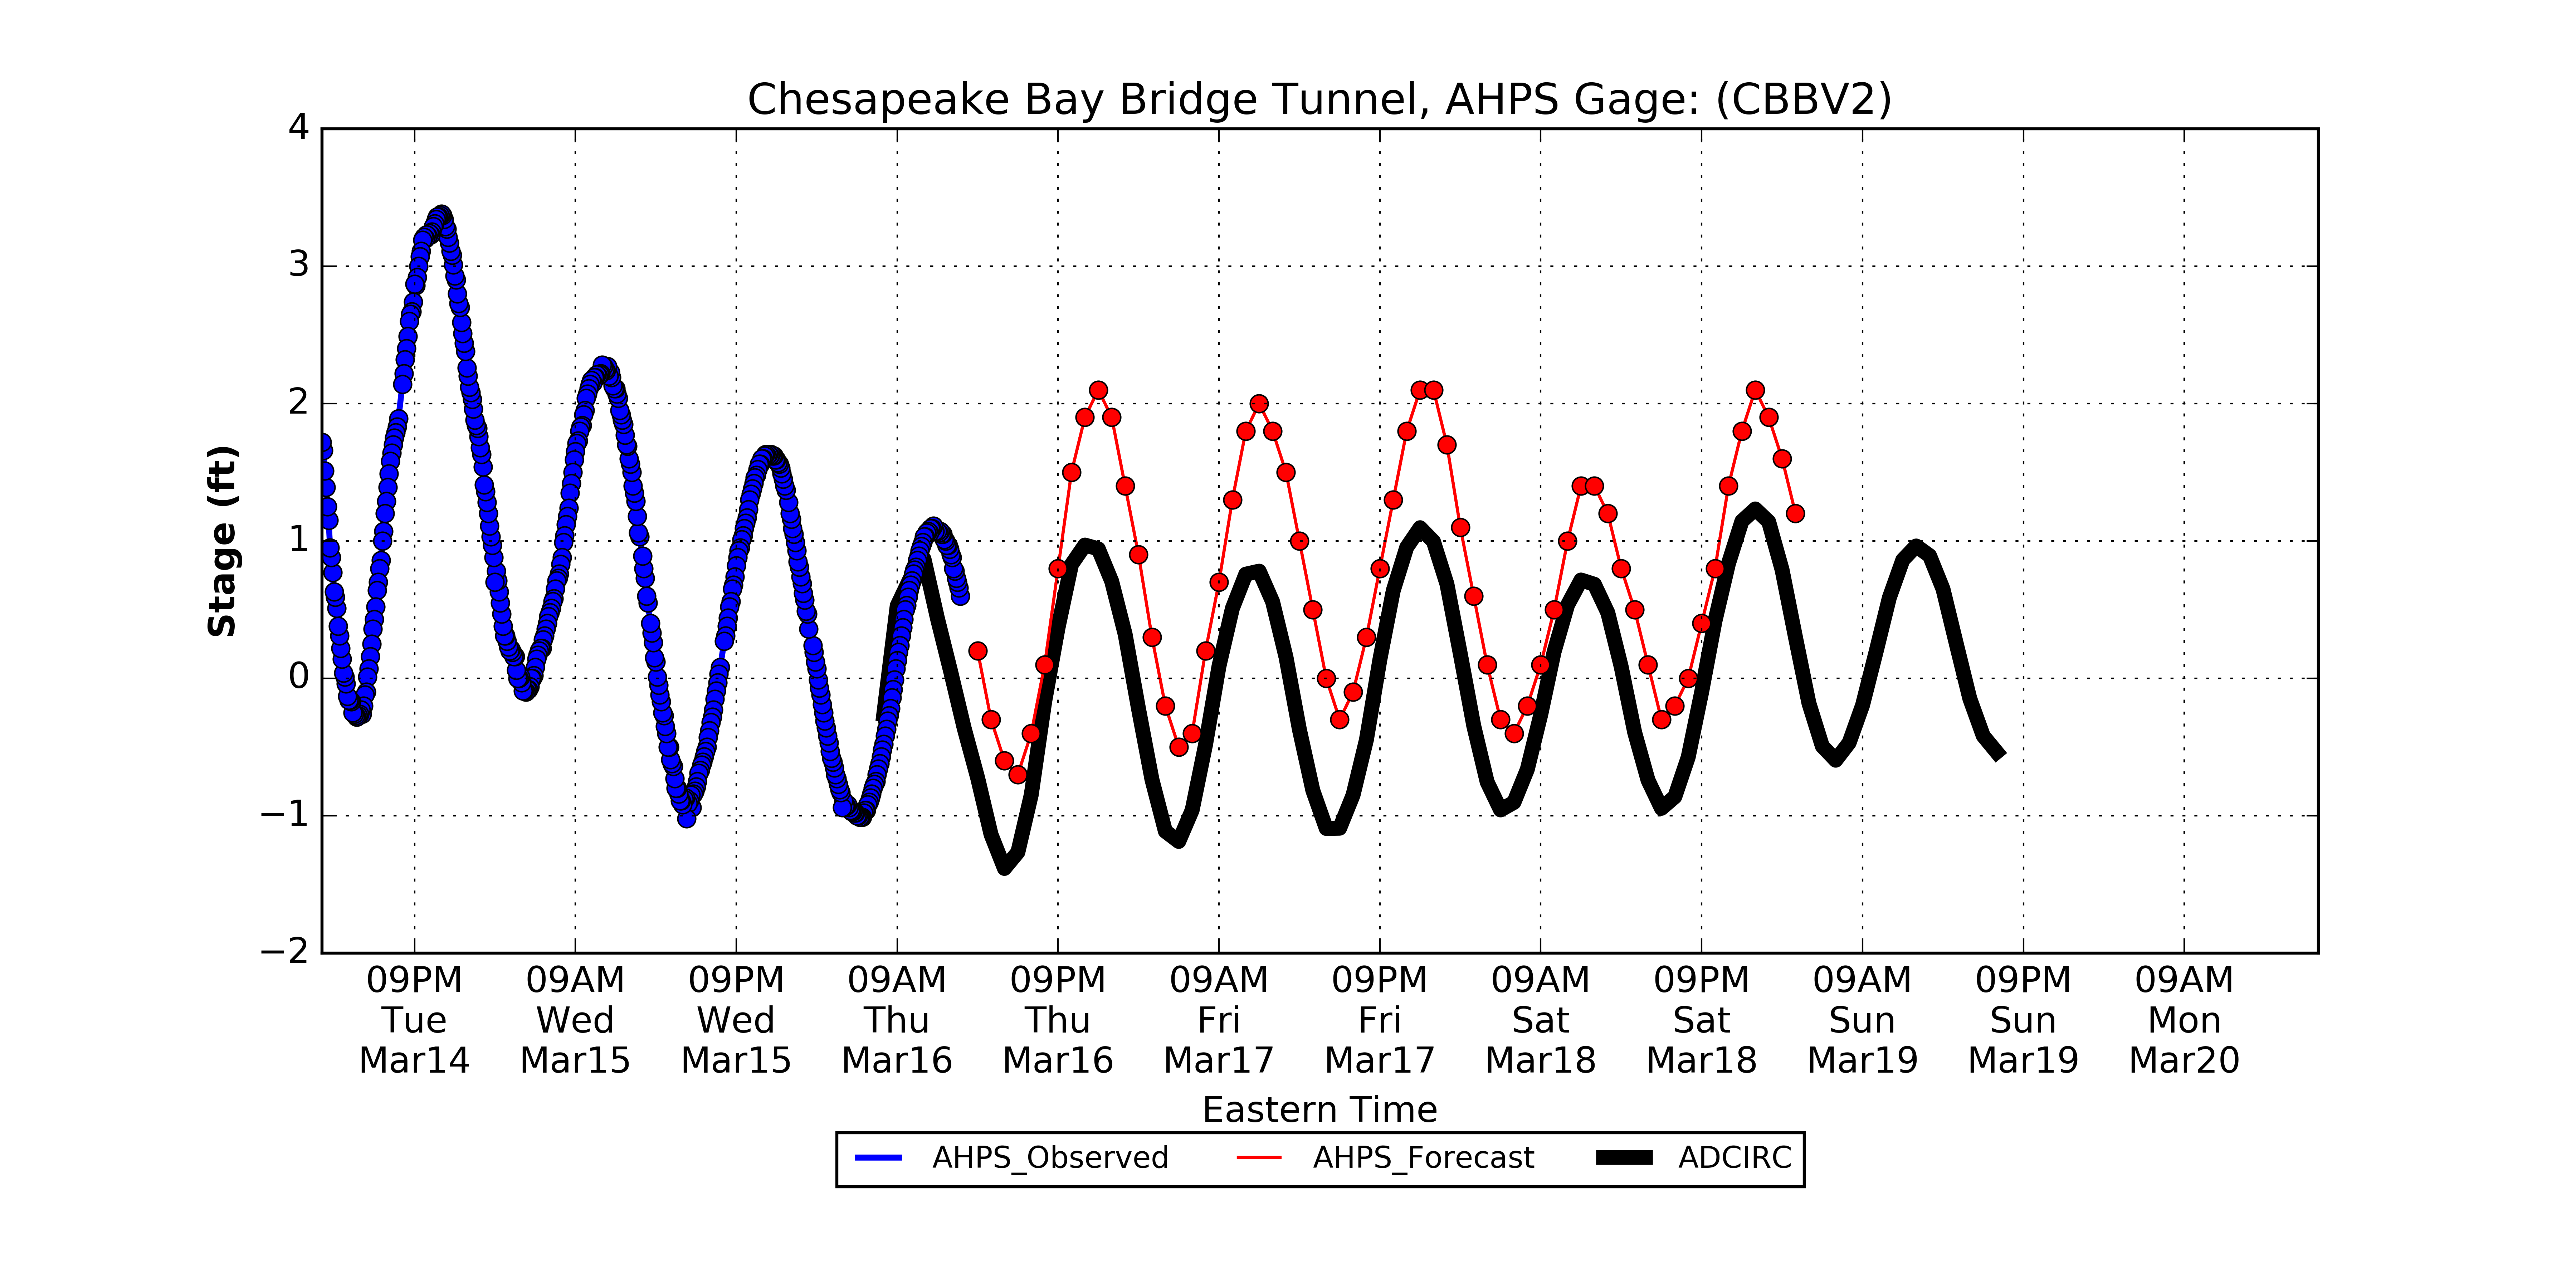 Chesapeake Bay Bridge Tunnel, AHPS Gage: (CBBV2)
4
3
2
1
0
−1
−2
Stage (ft)
09PM 09AM 09PM 09AM 09PM 09AM 09PM 09AM 09PM 09AM 09PM 09AM
Tue Wed Wed Thu Thu Fri Fri Sat Sat Sun Sun Mon
Mar14 Mar15 Mar15 Mar16 Mar16 Mar17 Mar17 Mar18 Mar18 Mar19 Mar19 Mar20
Eastern Time
AHPS_Observed AHPS_Forecast ADCIRC